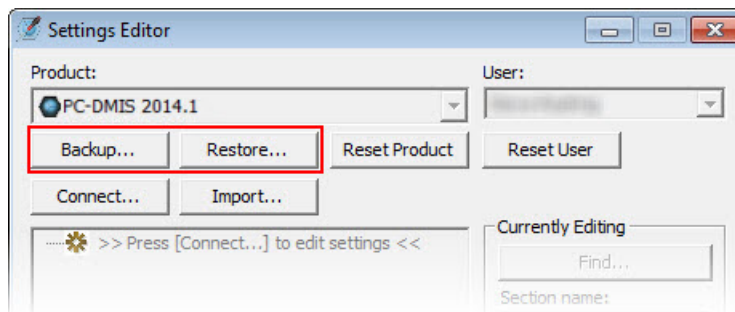 Settings Editor
Product:
User:
PC-DMIS 2014.1
Backup...
Restore...
Reset Product
Reset User
Connect...
Import...
>> Press [Connect...] to edit settings <<
Currently Editing
Find...
Section name: